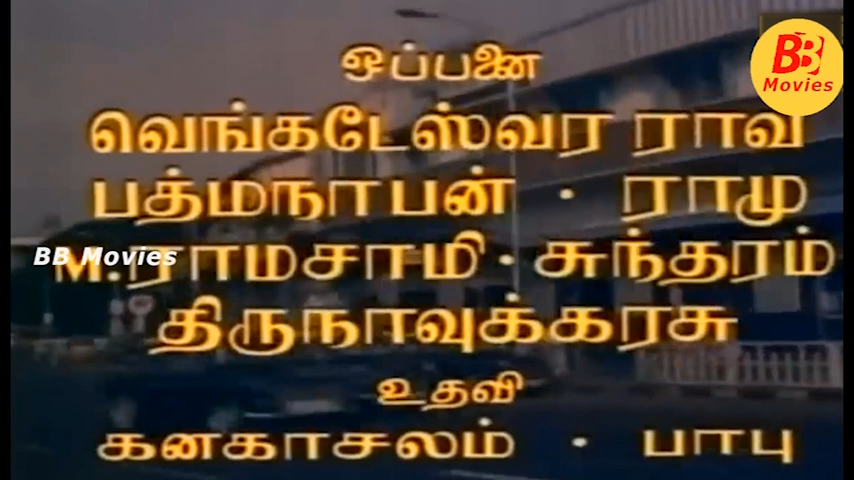 ஒப்பனை
BB
Movies
வெங்கடேஸ்வர ராவ்
பத்மநாபன் · ராமு
BB Movies
M. ராமசாமி · சுந்தரம்
திருநாவுக்கரசு
உதவி
கனகாசலம் · பாபு